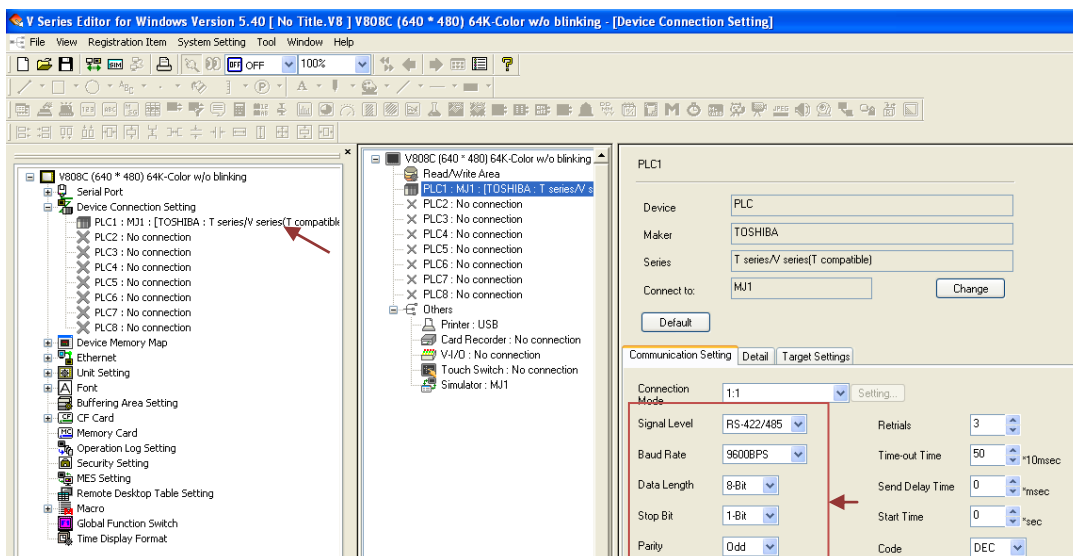 V Series Editor for Windows Version 5.40 [ No Title.V8 ] V808C (640 * 480) 64K-Color w/o blinking - [Device Connection Setting]
File View Registration Item System Setting Tool Window Help
OFF OFF 100%
V808C (640 * 480) 64K-Color w/o blinking
Serial Port
Device Connection Setting
PLC1 : MJ1 : [TOSHIBA : T series/V series(T compatible
PLC2 : No connection
PLC3 : No connection
PLC4 : No connection
PLC5 : No connection
PLC6 : No connection
PLC7 : No connection
PLC8 : No connection
Device Memory Map
Ethernet
Unit Setting
Font
Buffering Area Setting
CF Card
Memory Card
Operation Log Setting
Security Setting
MES Setting
Remote Desktop Table Setting
Macro
Global Function Switch
Time Display Format
V808C (640 * 480) 64K-Color w/o blinking
Read/Write Area
PLC1 : MJ1 : [TOSHIBA : T series/V s
PLC2 : No connection
PLC3 : No connection
PLC4 : No connection
PLC5 : No connection
PLC6 : No connection
PLC7 : No connection
PLC8 : No connection
Others
Printer : USB
Card Recorder : No connection
V-I/O : No connection
Touch Switch : No connection
Simulator : MJ1
PLC1
Device PLC
Maker TOSHIBA
Series T series/V series(T compatible)
Connect to: MJ1 Change
Default
Communication Setting Detail Target Settings
Connection Mode 1:1 Setting...
Signal Level RS-422/485 Retrials 3
Baud Rate 9600BPS Time-out Time 50 *10msec
Data Length 8-Bit Send Delay Time 0 *msec
Stop Bit 1-Bit Start Time 0 *sec
Parity Odd Code DEC